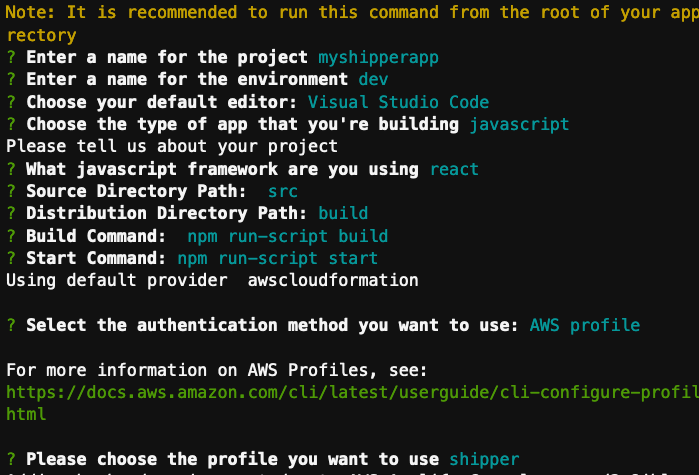 Note: It is recommended to run this command from the root of your app
rectory
? Enter a name for the project myshipperapp
? Enter a name for the environment dev
? Choose your default editor: Visual Studio Code
? Choose the type of app that you're building javascript
Please tell us about your project
? What javascript framework are you using react
? Source Directory Path:  src
? Distribution Directory Path: build
? Build Command:  npm run-script build
? Start Command: npm run-script start
Using default provider  awscloudformation
? Select the authentication method you want to use: AWS profile
For more information on AWS Profiles, see:
https://docs.aws.amazon.com/cli/latest/userguide/cli-configure-profil
html
? Please choose the profile you want to use shipper